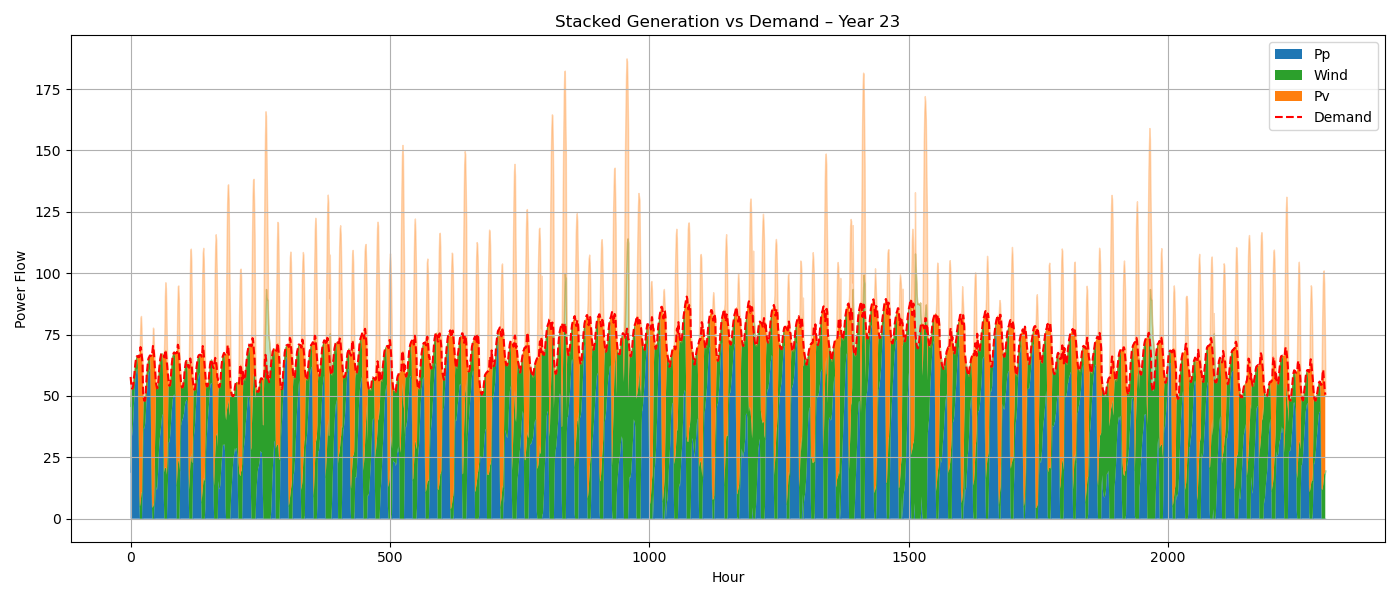 Stacked Generation vs Demand – Year 23
Pp
Wind
Pv
Demand
Power Flow
175
150
125
100
75
50
25
0
0 500 1000 1500 2000
Hour